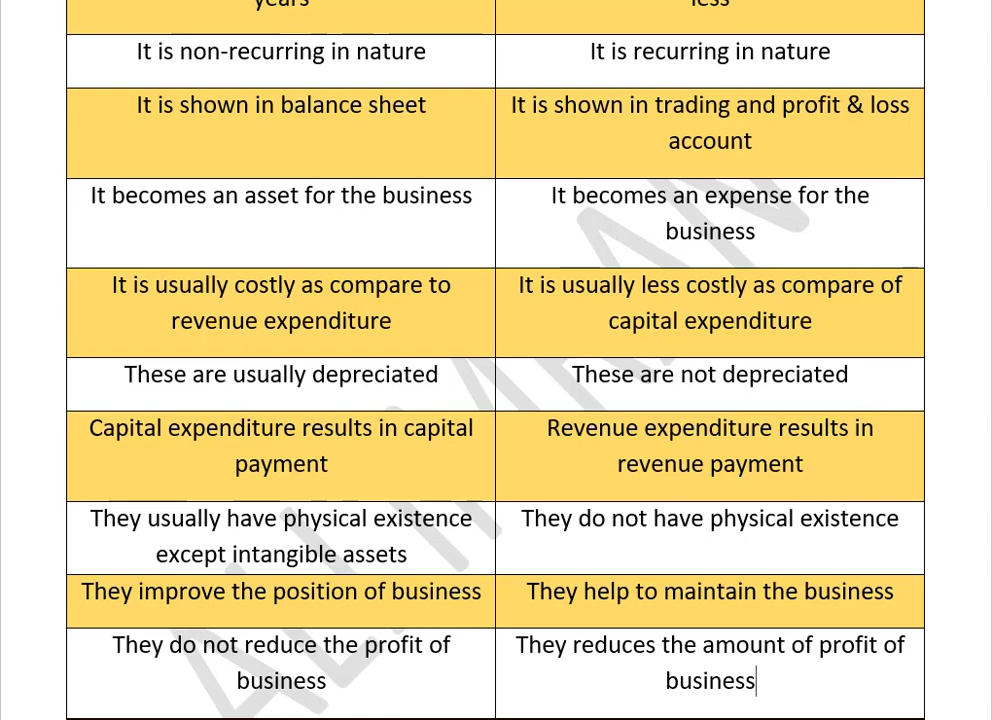 years
less
It is non-recurring in nature
It is recurring in nature
It is shown in balance sheet
It is shown in trading and profit & loss
account
It becomes an asset for the business
It becomes an expense for the
business
It is usually costly as compare to
revenue expenditure
It is usually less costly as compare of
capital expenditure
These are usually depreciated
These are not depreciated
Capital expenditure results in capital
payment
Revenue expenditure results in
revenue payment
They usually have physical existence
except intangible assets
They do not have physical existence
They improve the position of business
They help to maintain the business
They do not reduce the profit of
business
They reduces the amount of profit of
business